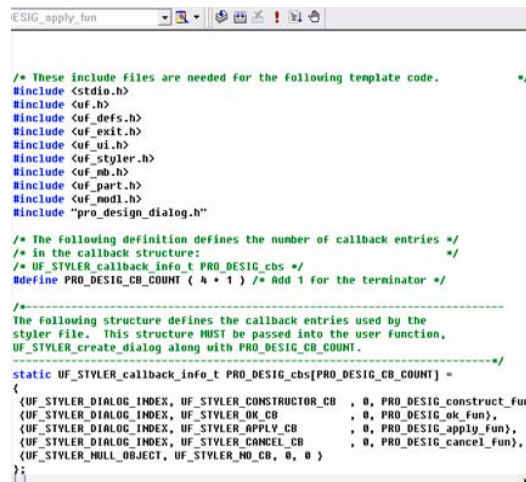 ESIG_apply_fun
/* These include files are needed for the following template code. */
#include <stdio.h>
#include <uf.h>
#include <uf_defs.h>
#include <uf_exit.h>
#include <uf_ui.h>
#include <uf_styler.h>
#include <uf_mb.h>
#include <uf_part.h>
#include <uf_modl.h>
#include "pro_design_dialog.h"
/* The following definition defines the number of callback entries */
/* in the callback structure: */
/* UF_STYLER_callback_info_t PRO_DESIG_cbs */
#define PRO_DESIG_CB_COUNT ( 4 + 1 ) /* Add 1 for the terminator */
/*--------------------------------------------------------------------------
The following structure defines the callback entries used by the
styler file. This structure MUST be passed into the user function,
UF_STYLER_create_dialog along with PRO_DESIG_CB_COUNT.
--------------------------------------------------------------------------*/
static UF_STYLER_callback_info_t PRO_DESIG_cbs[PRO_DESIG_CB_COUNT] =
{
{UF_STYLER_DIALOG_INDEX, UF_STYLER_CONSTRUCTOR_CB , 0, PRO_DESIG_construct_fun
{UF_STYLER_DIALOG_INDEX, UF_STYLER_OK_CB , 0, PRO_DESIG_ok_fun},
{UF_STYLER_DIALOG_INDEX, UF_STYLER_APPLY_CB , 0, PRO_DESIG_apply_fun},
{UF_STYLER_DIALOG_INDEX, UF_STYLER_CANCEL_CB , 0, PRO_DESIG_cancel_fun},
{UF_STYLER_NULL_OBJECT, UF_STYLER_NO_CB, 0, 0 }
};